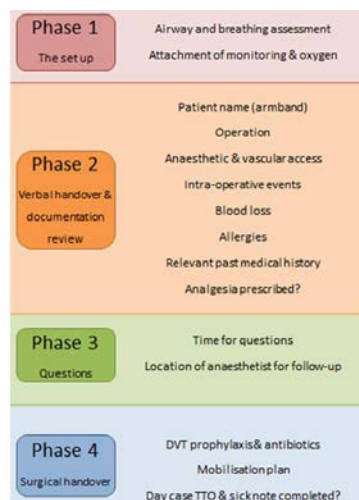 Phase 1
The set up
Airway and breathing assessment
Attachment of monitoring & oxygen
Phase 2
Verbal handover &
documentation
review
Patient name (armband)
Operation
Anaesthetic & vascular access
Intra-operative events
Blood loss
Allergies
Relevant past medical history
Analgesia prescribed?
Phase 3
Questions
Time for questions
Location of anaesthetist for follow-up
Phase 4
Surgical handover
DVT prophylaxis & antibiotics
Mobilisation plan
Day case TTO & sick note completed?